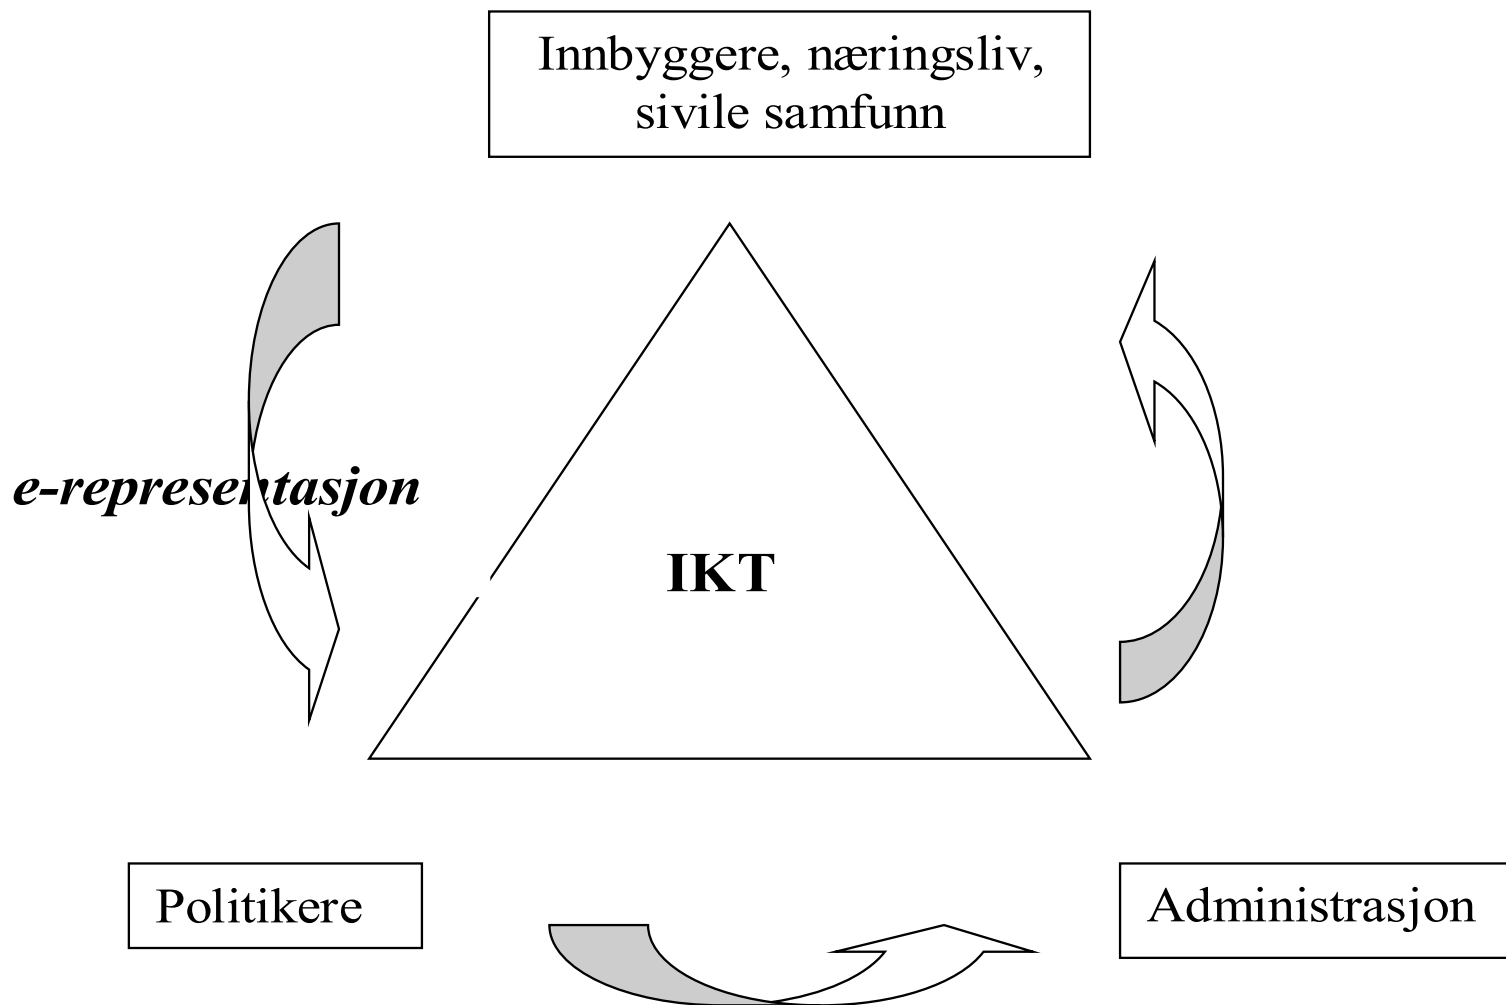 Innbyggere, næringsliv,
sivile samfunn
e-representasjon
IKT
Politikere
Administrasjon